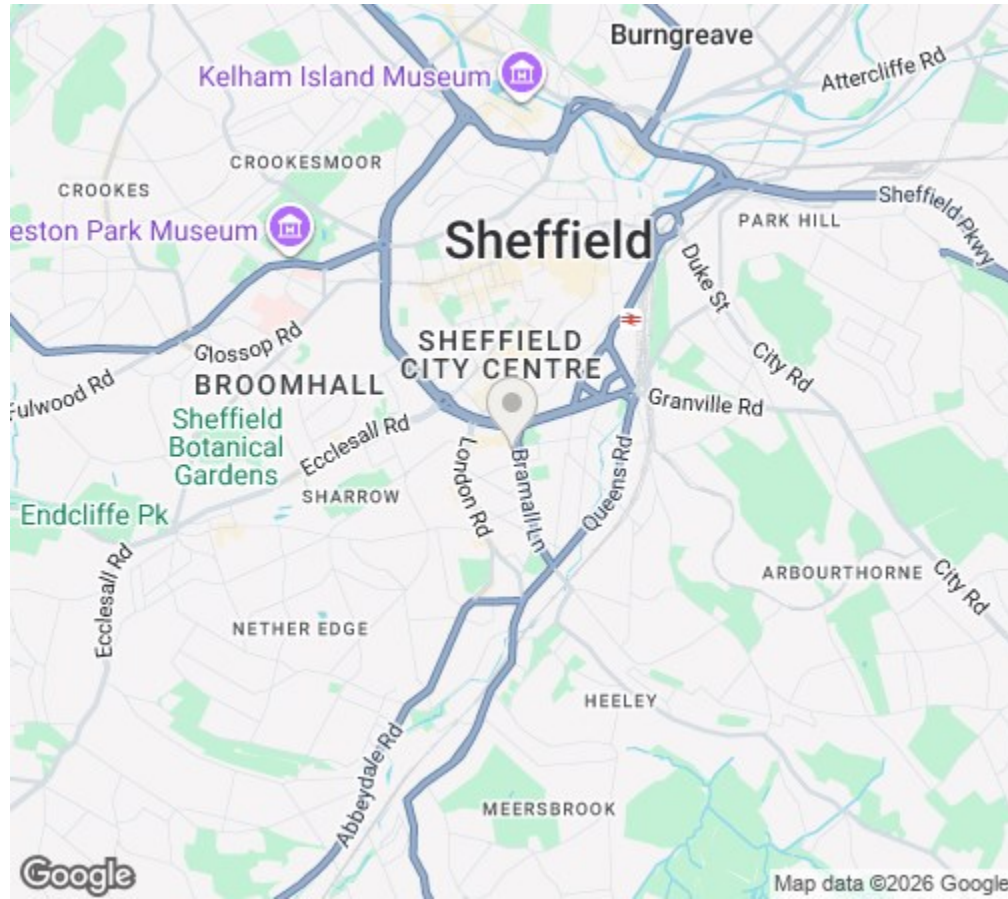 Burngreave
Kelham Island Museum
Attercliffe Rd
CROOKESMOOR
CROOKES
Sheffield Pkwy
PARK HILL
eston Park Museum
Sheffield
Duke St
SHEFFIELD
CITY CENTRE
Glossop Rd
City Rd
Fulwood Rd
BROOMHALL
Granville Rd
Sheffield
Botanical
Gardens
Ecclesall Rd
London Rd
Bramall Ln
Queens Rd
SHARROW
Endcliffe Pk
Ecclesall Rd
ARBOURTHORNE
City Rd
NETHER EDGE
HEELEY
Abbeydale Rd
MEERSBROOK
Google
Map data ©2026 Google